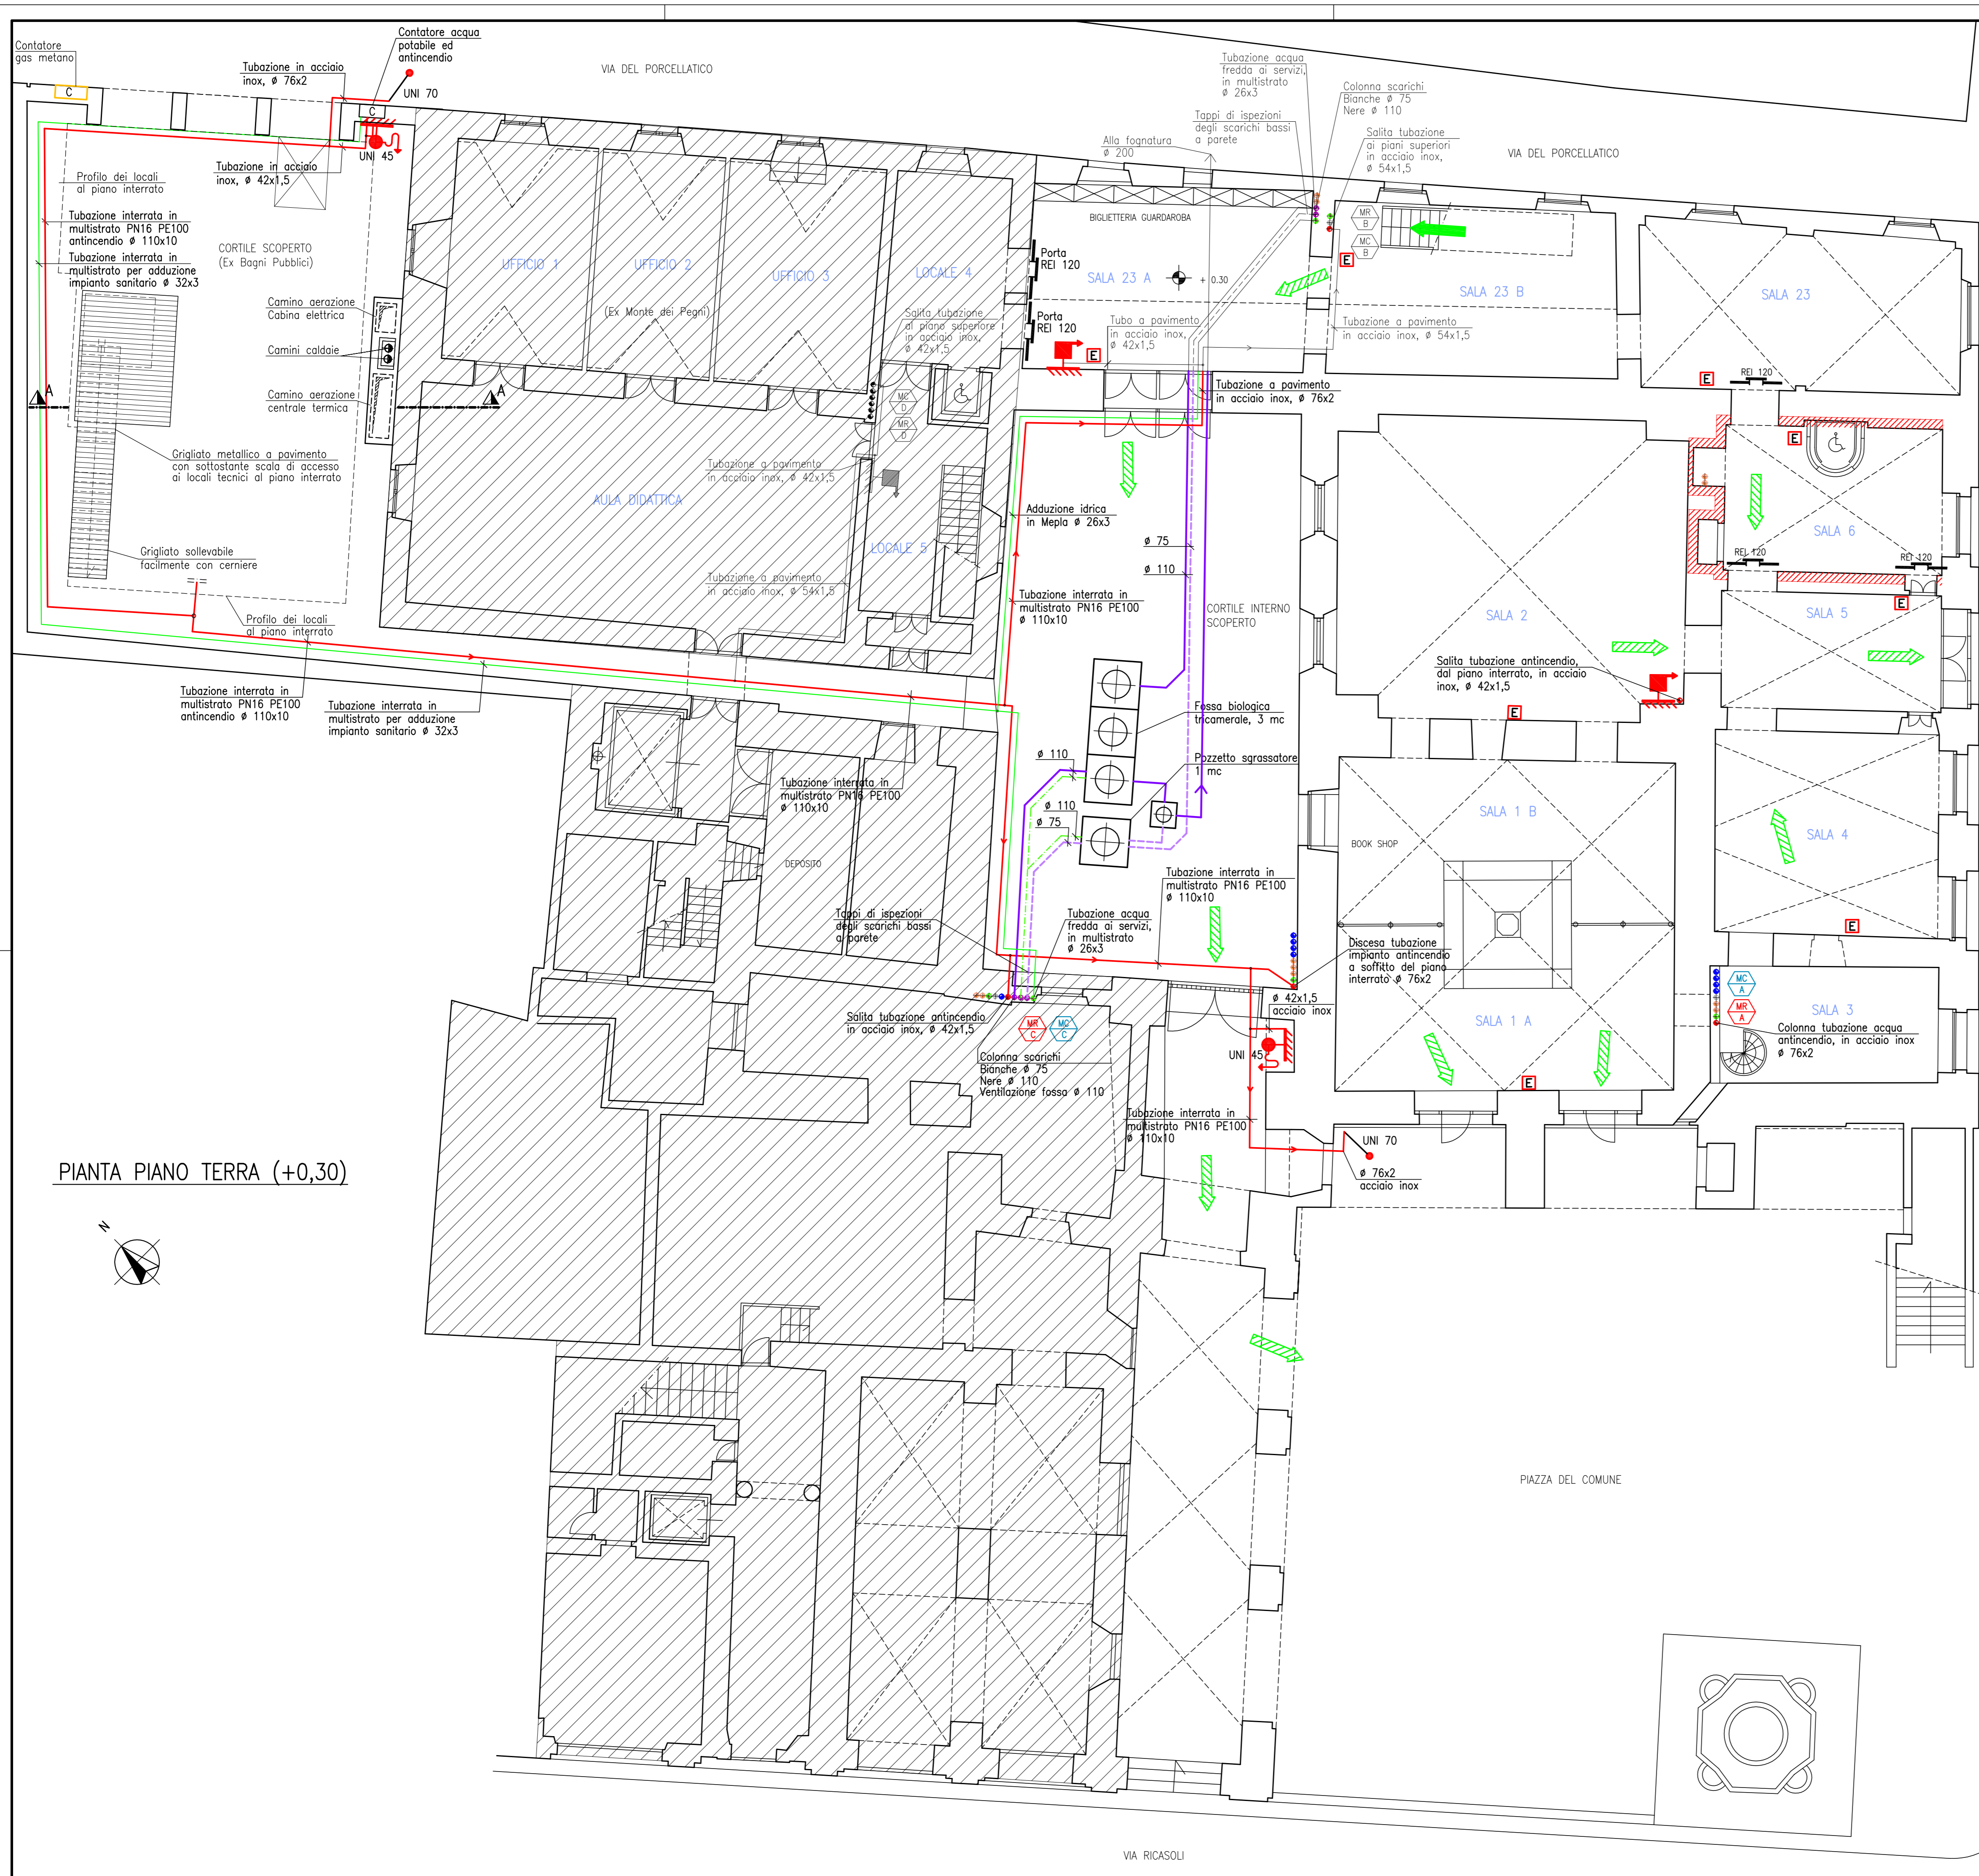 Contatore
gas metano
C
Tubazione in acciaio
inox, ø 76x2
Contatore acqua
potabile ed
antincendio
UNI 70
C
UNI 45
VIA DEL PORCELLATICO
Tubazione in acciaio
inox, ø 42x1,5
Profilo dei locali
al piano interrato
Tubazione interrata in
multistrato PN16 PE100
antincendio ø 110x10
CORTILE SCOPERTO
(Ex Bagni Pubblici)
Tubazione interrata in
multistrato per adduzione
impianto sanitario ø 32x3
Camino aerazione
Cabina elettrica
Camini caldaie
Camino aerazione
centrale termica
A
A
Grigliato metallico a pavimento
con sottostante scala di accesso
ai locali tecnici al piano interrato
Grigliato sollevabile
facilmente con cerniere
Profilo dei locali
al piano interrato
Tubazione interrata in
multistrato PN16 PE100
antincendio ø 110x10
Tubazione interrata in
multistrato per adduzione
impianto sanitario ø 32x3
UFFICIO 1
UFFICIO 2
UFFICIO 3
(Ex Monte dei Pegni)
LOCALE 4
Salita tubazione
al piano superiore
in acciaio inox,
ø 42x1,5
MC
D
MR
D
Tubazione a pavimento
in acciaio inox, ø 42x1,5
AULA DIDATTICA
LOCALE 5
Tubazione a pavimento
in acciaio inox, ø 54x1,5
Tubazione acqua
fredda ai servizi,
in multistrato
ø 26x3
Tappi di ispezioni
degli scarichi bassi
a parete
Alla fognatura
ø 200
Colonna scarichi
Bianche ø 75
Nere ø 110
Salita tubazione
ai piani superiori
in acciaio inox,
ø 54x1,5
VIA DEL PORCELLATICO
BIGLIETTERIA GUARDAROBA
Porta
REI 120
SALA 23 A
+ 0.30
Porta
REI 120
E
Tubo a pavimento
in acciaio inox,
ø 42x1,5
MR
B
MC
B
E
SALA 23 B
SALA 23
Tubazione a pavimento
in acciaio inox, ø 54x1,5
Tubazione a pavimento
in acciaio inox, ø 76x2
E
REI 120
E
SALA 6
REI 120
REI 120
E
SALA 5
Adduzione idrica
in Mepla ø 26x3
ø 75
ø 110
Tubazione interrata in
multistrato PN16 PE100
ø 110x10
CORTILE INTERNO
SCOPERTO
SALA 2
Salita tubazione antincendio,
dal piano interrato, in acciaio
inox, ø 42x1,5
E
Fossa biologica
tricamerale, 3 mc
Pozzetto sgrassatore
1 mc
ø 110
ø 110
ø 75
Tubazione interrata in
multistrato PN16 PE100
ø 110x10
DEPOSITO
SALA 1 B
BOOK SHOP
SALA 4
E
Tubazione interrata in
multistrato PN16 PE100
ø 110x10
Tappi di ispezioni
degli scarichi bassi
a parete
Tubazione acqua
fredda ai servizi,
in multistrato
ø 26x3
Discesa tubazione
impianto antincendio
a soffitto del piano
interrato ø 76x2
MC
A
MR
A
SALA 3
Colonna tubazione acqua
antincendio, in acciaio inox
ø 76x2
Salita tubazione antincendio
in acciaio inox, ø 42x1,5
MR
C
MC
C
ø 42x1,5
acciaio inox
UNI 45
SALA 1 A
E
Colonna scarichi
Bianche ø 75
Nere ø 110
Ventilazione fossa ø 110
Tubazione interrata in
multistrato PN16 PE100
ø 110x10
UNI 70
ø 76x2
acciaio inox
PIANTA PIANO TERRA (+0,30)
N
PIAZZA DEL COMUNE
VIA RICASOLI